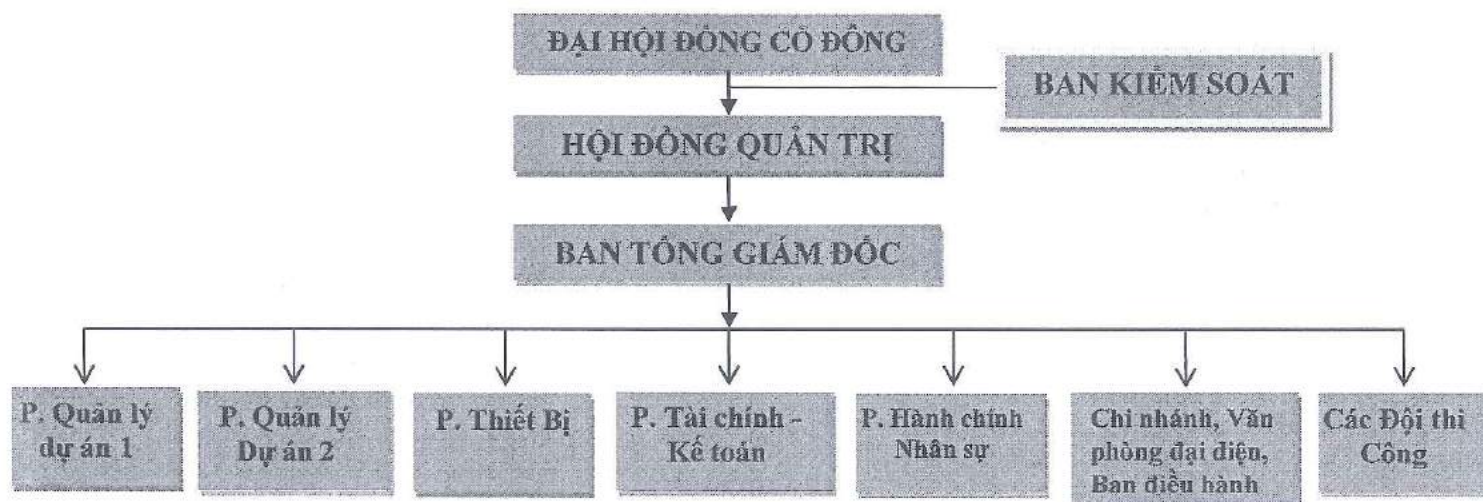 ĐẠI HỘI ĐỒNG CỔ ĐÔNG
BAN KIỂM SOÁT
HỘI ĐỒNG QUẢN TRỊ
BAN TỔNG GIÁM ĐỐC
P. Quản lý
dự án 1
P. Quản lý
Dự án 2
P. Thiết Bị
P. Tài chính -
Kế toán
P. Hành chính
Nhân sự
Chi nhánh, Văn
phòng đại diện,
Ban điều hành
Các Đội thi
Công